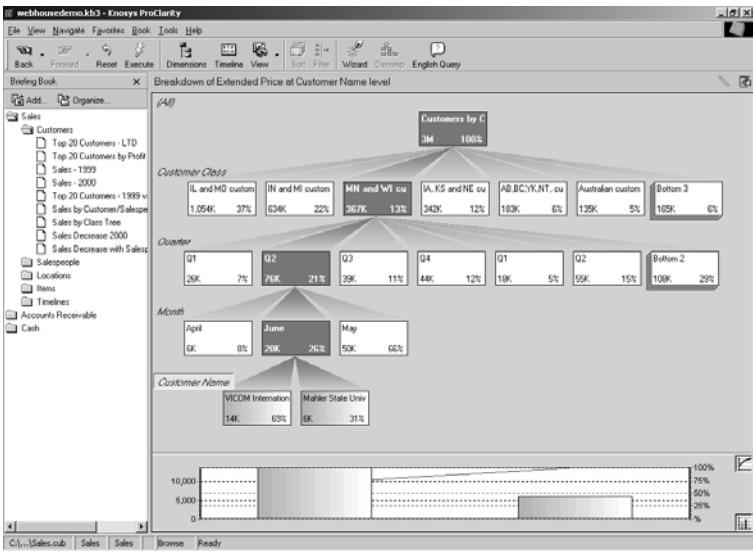 webhousedemo.kb3 - Knosys ProClarity
File View Navigate Favorites Book Tools Help
Back Forward Reset Execute Dimensions Timeline View Sort Filter Wizard Decomp English Query
Briefing Book
Breakdown of Extended Price at Customer Name level
Add... Organize...
Sales
Customers
Top 20 Customers - LTD
Top 20 Customers by Profit
Sales - 1999
Sales - 2000
Top 20 Customers - 1999 v
Sales by Customer/Salespe
Sales by Class Tree
Sales Decrease 2000
Sales Decrease with Salesp
Salespeople
Locations
Items
Timelines
Accounts Receivable
Cash
(All)
Customers by C
3M 100%
Customer Class
IL and MO custom IN and MI custom MN and WI cu IA, KS and NE cu AB,BC,YK,NT, cu Australian custom Bottom 3
1,054K 37% 634K 22% 367K 13% 342K 12% 183K 6% 135K 5% 165K 6%
Quarter
Q1 Q2 Q3 Q4 Q1 Q2 Bottom 2
26K 7% 76K 21% 39K 11% 44K 12% 18K 5% 55K 15% 108K 29%
Month
April June May
6K 8% 20K 26% 50K 66%
Customer Name
VICOM Internation Mahler State Univ
14K 69% 6K 31%
10,000
5,000
0
100%
75%
50%
25%
%
C:\...\Sales.cub Sales Sales Browse Ready